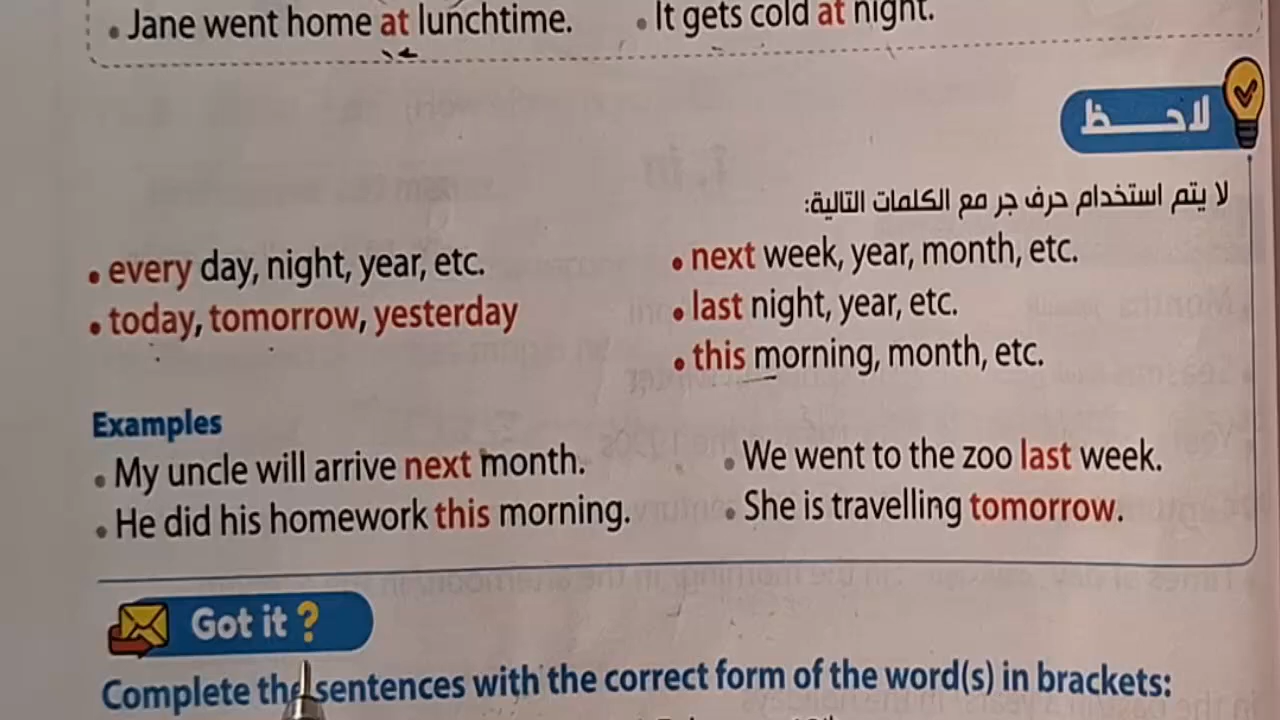 • Jane went home at lunchtime. • It gets cold at night.
لاحظ
لا يتم استخدام حرف جر مع الكلمات التالية:
• every day, night, year, etc. • next week, year, month, etc.
• today, tomorrow, yesterday • last night, year, etc.
• this morning, month, etc.
Examples
• My uncle will arrive next month. • We went to the zoo last week.
• He did his homework this morning. • She is travelling tomorrow.
Got it ?
Complete the sentences with the correct form of the word(s) in brackets: